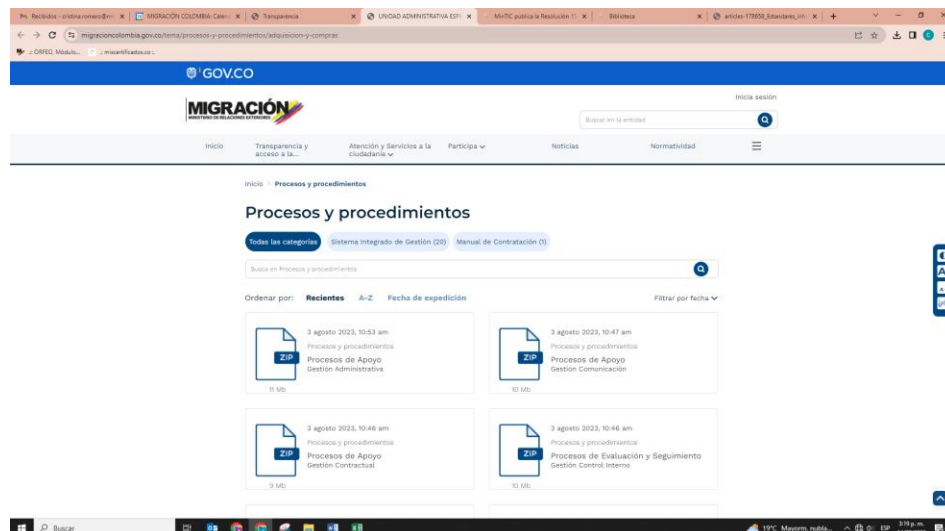 Recibidos - cristina.romero@mi
MIGRACIÓN COLOMBIA: Calend
Transparencia
UNIDAD ADMINISTRATIVA ESPE
MinTIC publica la Resolución 15
Biblioteca
migracioncolombia.gov.co/tema/procesos-y-procedimientos/adquisicion-y-compras
:: ORFEO, Módulo...
:: miscertificados.co ::
GOV.CO
Inicia sesión
MIGRACIÓN
MINISTERIO DE RELACIONES EXTERIORES
Buscar en la entidad
Inicio
Transparencia y acceso a la...
Atención y Servicios a la ciudadanía
Participa
Noticias
Normatividad
Inicio
Procesos y procedimientos
Procesos y procedimientos
Todas las categorías
Sistema Integrado de Gestión (20)
Manual de Contratación (1)
Busca en Procesos y procedimientos
Ordenar por: Recientes A-Z Fecha de expedición
Filtrar por fecha
3 agosto 2023, 10:53 am
Procesos y procedimientos
ZIP
Procesos de Apoyo
Gestión Administrativa
11 Mb
3 agosto 2023, 10:47 am
Procesos y procedimientos
ZIP
Procesos de Apoyo
Gestión Comunicación
10 Mb
3 agosto 2023, 10:46 am
Procesos y procedimientos
ZIP
Procesos de Apoyo
Gestión Contractual
9 Mb
3 agosto 2023, 10:46 am
Procesos y procedimientos
ZIP
Procesos de Evaluación y Seguimiento
Gestión Control Interno
10 Mb
Buscar
19°C Mayorm. nubla...
ESP
3:19 p. m.